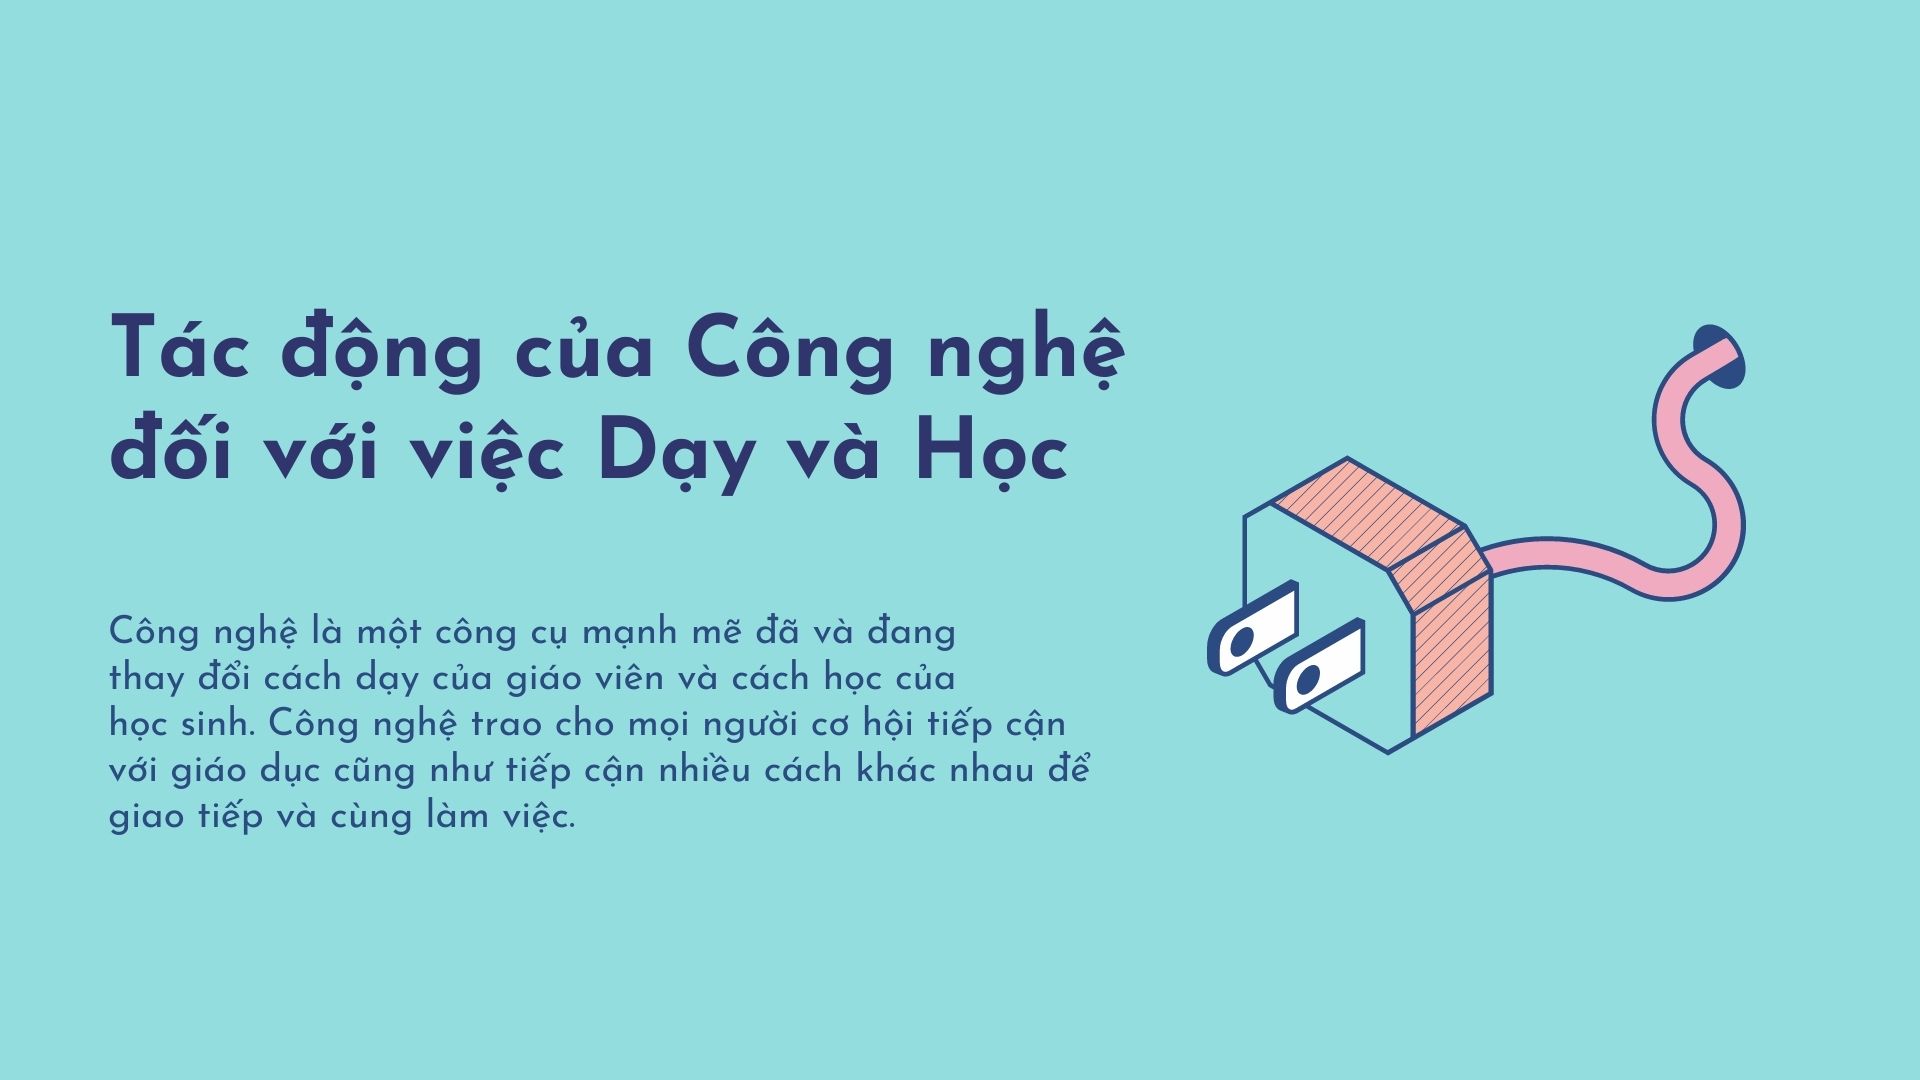 Tác động của Công nghệ
đối với việc Dạy và Học
Công nghệ là một công cụ mạnh mẽ đã và đang
thay đổi cách dạy của giáo viên và cách học của
học sinh. Công nghệ trao cho mọi người cơ hội tiếp cận
với giáo dục cũng như tiếp cận nhiều cách khác nhau để
giao tiếp và cùng làm việc.